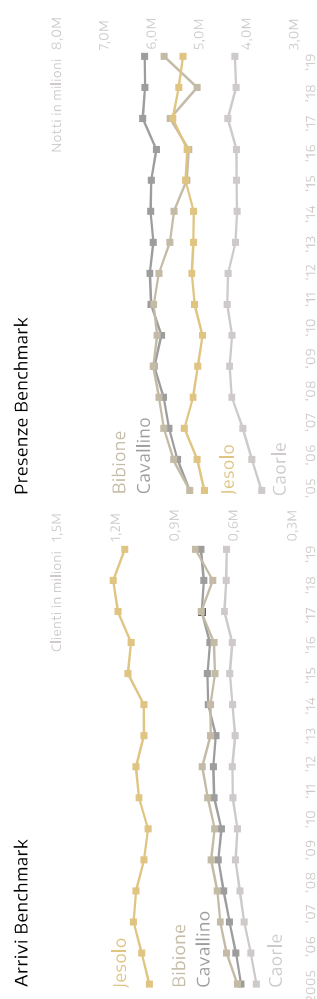 Arrivi Benchmark
Clienti in milioni
1,5M
1,2M
0,9M
0,6M
0,3M
Jesolo
Bibione
Cavallino
Caorle
2005 '06 '07 '08 '09 '10 '11 '12 '13 '14 '15 '16 '17 '18 '19
Presenze Benchmark
Notti in milioni
8,0M
7,0M
6,0M
5,0M
4,0M
3,0M
Bibione
Cavallino
Jesolo
Caorle
'05 '06 '07 '08 '09 '10 '11 '12 '13 '14 '15 '16 '17 '18 '19